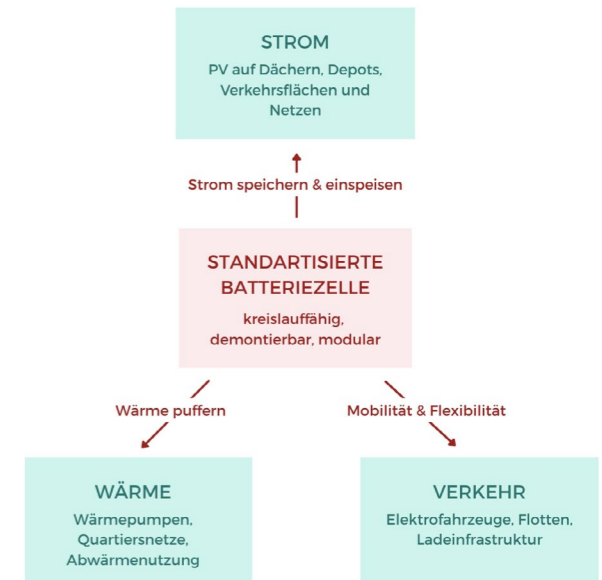 STROM
PV auf Dächern, Depots,
Verkehrsflächen und
Netzen
Strom speichern & einspeisen
STANDARTISIERTE
BATTERIEZELLE
kreislauffähig,
demontierbar, modular
Wärme puffern
Mobilität & Flexibilität
WÄRME
Wärmepumpen,
Quartiersnetze,
Abwärmenutzung
VERKEHR
Elektrofahrzeuge, Flotten,
Ladeinfrastruktur